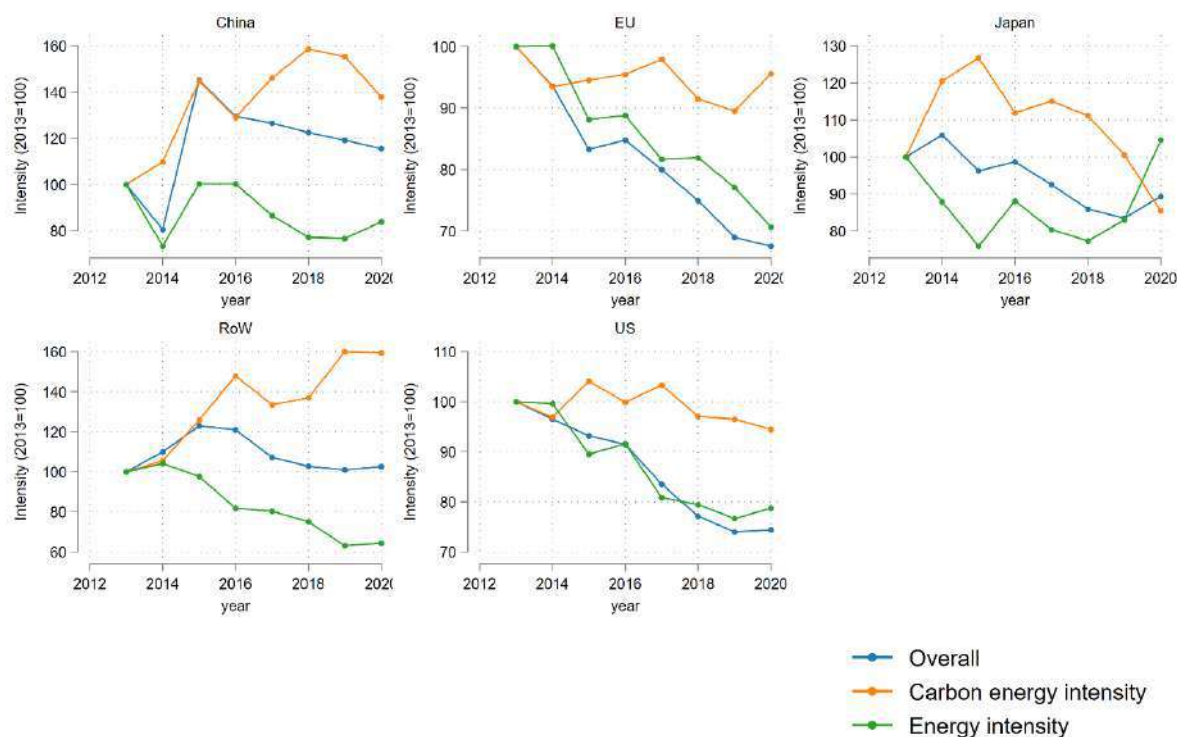 China
Intensity (2013=100)
160
140
120
100
80
2012 2014 2016 2018 2020
year
EU
Intensity (2013=100)
100
90
80
70
2012 2014 2016 2018 2020
year
Japan
Intensity (2013=100)
130
120
110
100
90
80
2012 2014 2016 2018 2020
year
RoW
Intensity (2013=100)
160
140
120
100
80
60
2012 2014 2016 2018 2020
year
US
Intensity (2013=100)
110
100
90
80
70
2012 2014 2016 2018 2020
year
Overall
Carbon energy intensity
Energy intensity